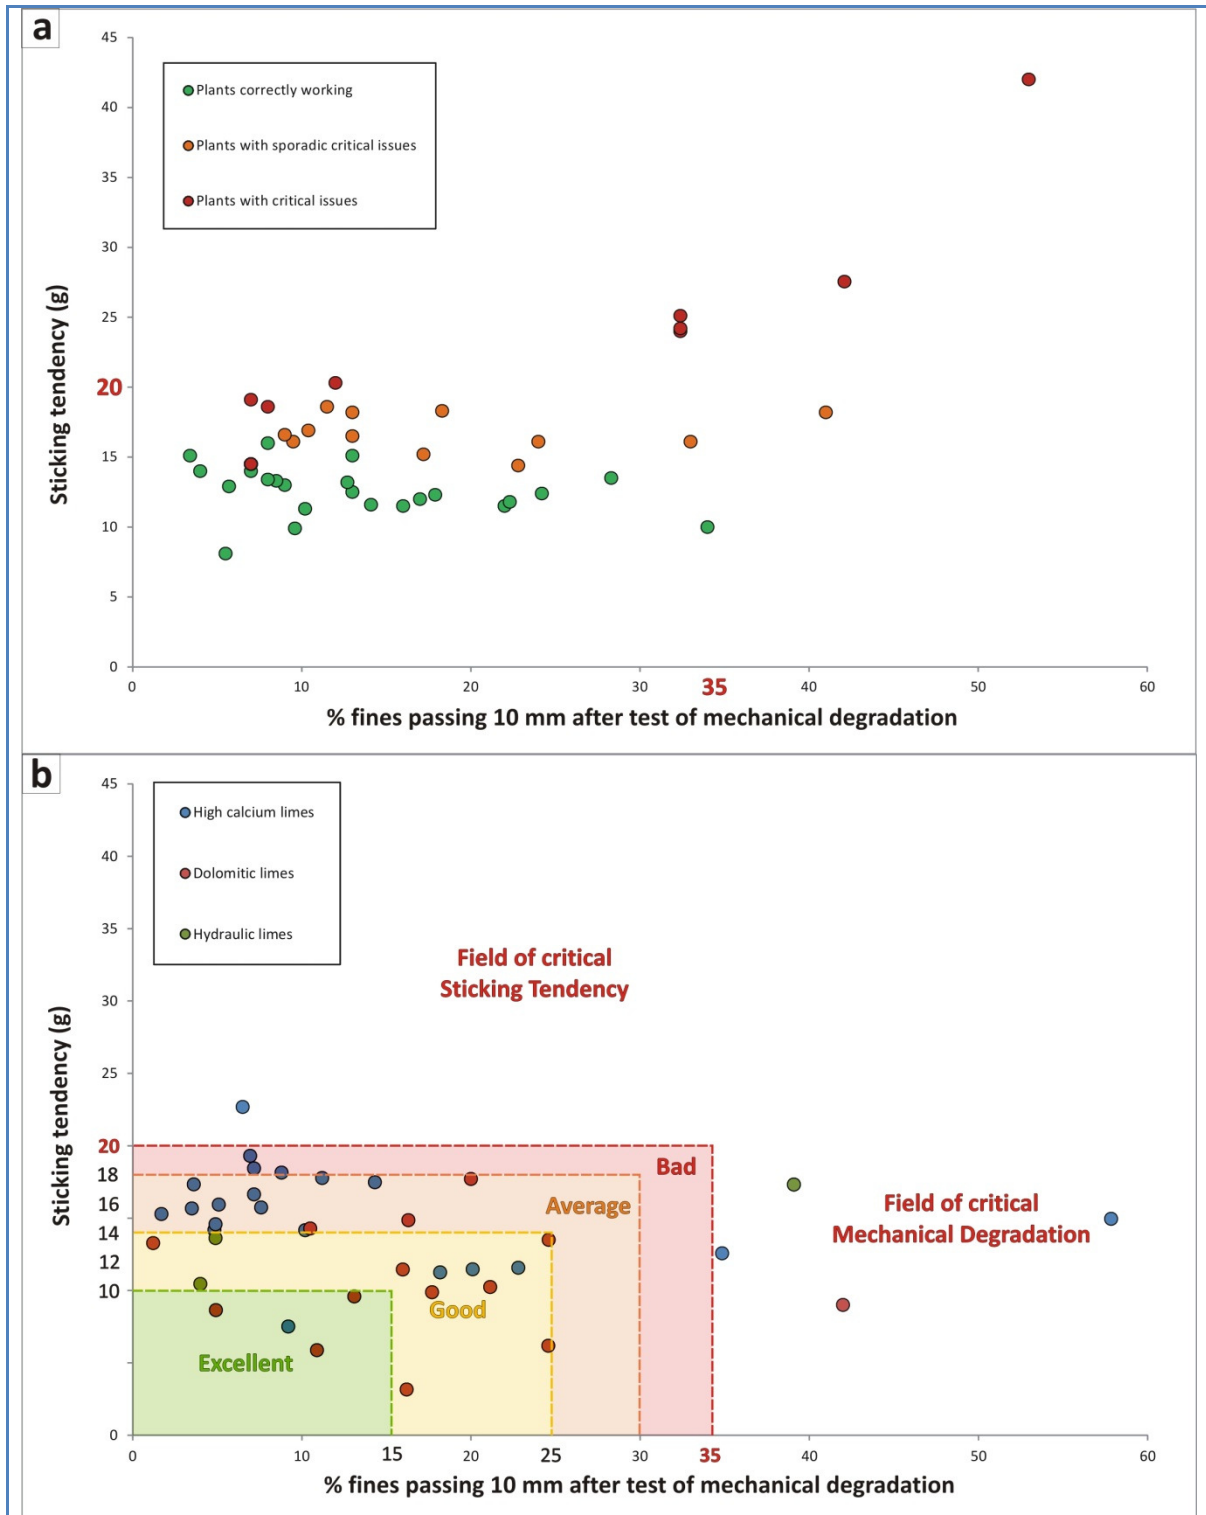 a
45
40
35
30
25
20
15
10
5
0
Sticking tendency (g)
Plants correctly working
Plants with sporadic critical issues
Plants with critical issues
0 10 20 30 35 40 50 60
% fines passing 10 mm after test of mechanical degradation
b
45
40
35
30
25
20
18
16
14
12
10
0
Sticking tendency (g)
High calcium limes
Dolomitic limes
Hydraulic limes
Field of critical
Sticking Tendency
Bad
Average
Good
Excellent
Field of critical
Mechanical Degradation
0 10 15 20 25 30 35 40 50 60
% fines passing 10 mm after test of mechanical degradation